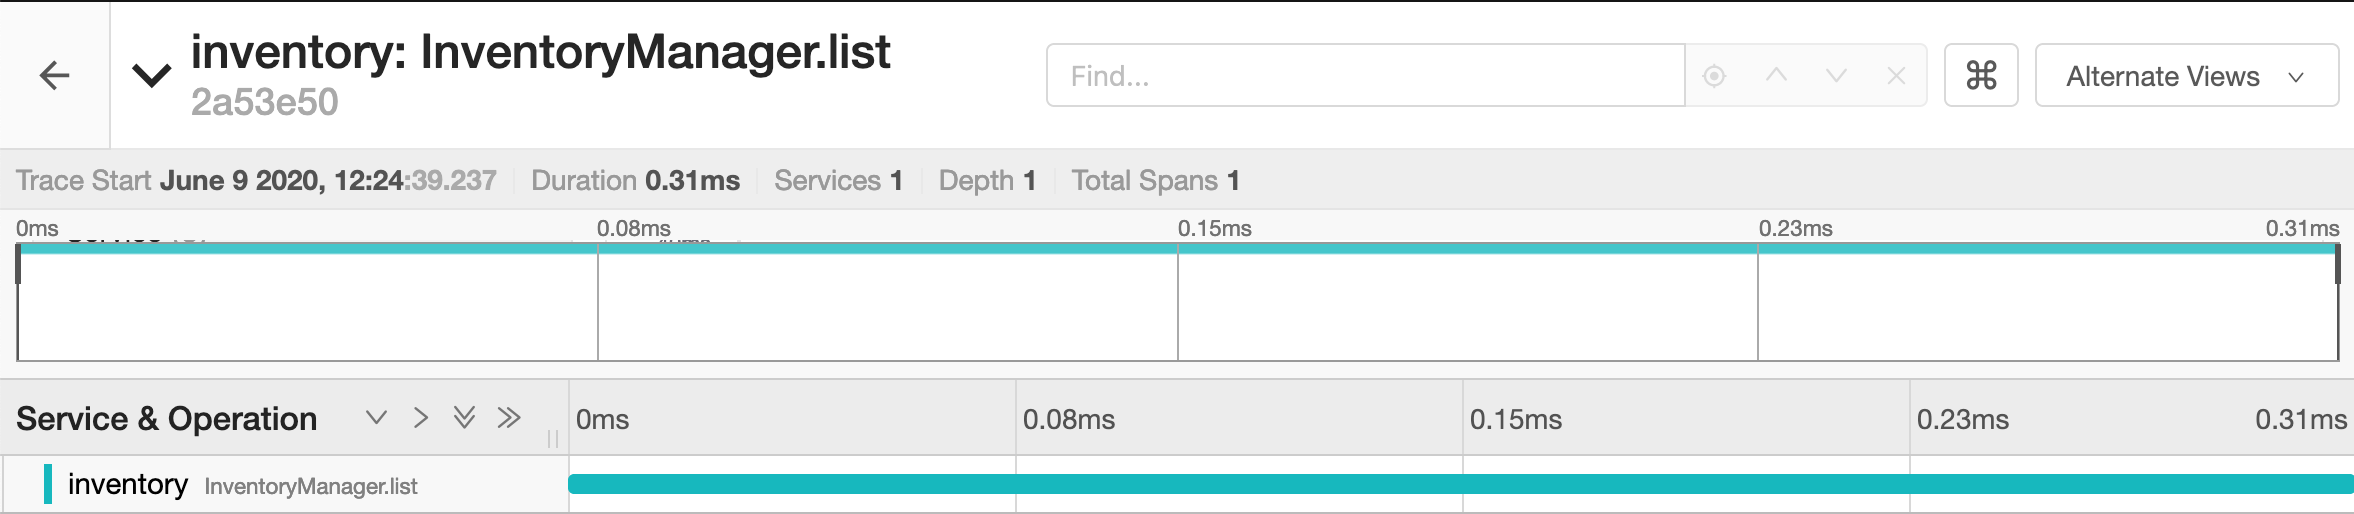 inventory: InventoryManager.list
2a53e50
Find...
⌘
Alternate Views
Trace Start June 9 2020, 12:24:39.237 Duration 0.31ms Services 1 Depth 1 Total Spans 1
0ms 0.08ms 0.15ms 0.23ms 0.31ms
Service & Operation 0ms 0.08ms 0.15ms 0.23ms 0.31ms
inventory InventoryManager.list